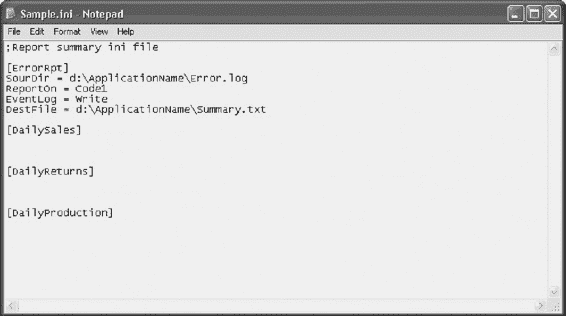 Sample.ini - Notepad
File Edit Format View Help
;Report summary ini file
[ErrorRpt]
SourDir = d:\ApplicationName\Error.log
ReportOn = Code1
EventLog = Write
DestFile = d:\ApplicationName\Summary.txt
[DailySales]
[DailyReturns]
[DailyProduction]